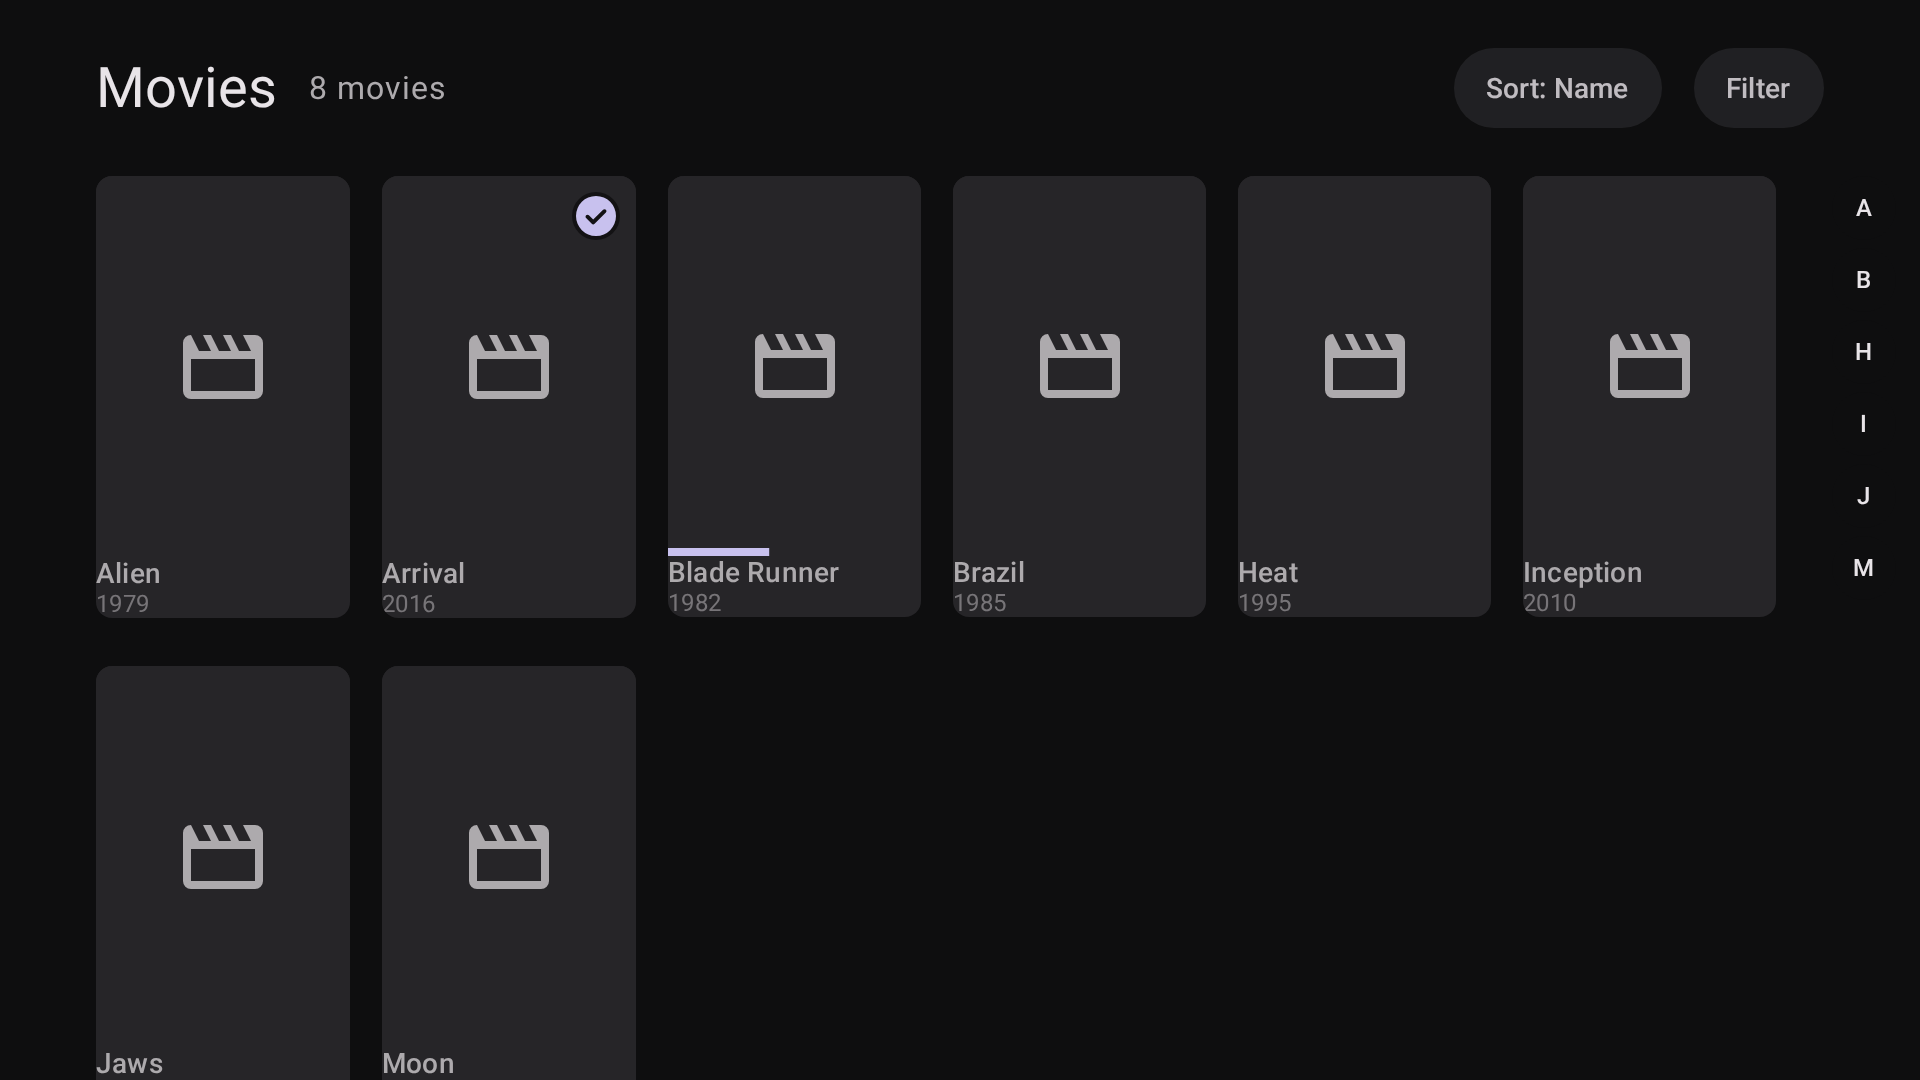 Movies 8 movies
Sort: Name
Filter
Alien
1979
Arrival
2016
Blade Runner
1982
Brazil
1985
Heat
1995
Inception
2010
Jaws
Moon
A
B
H
I
J
M